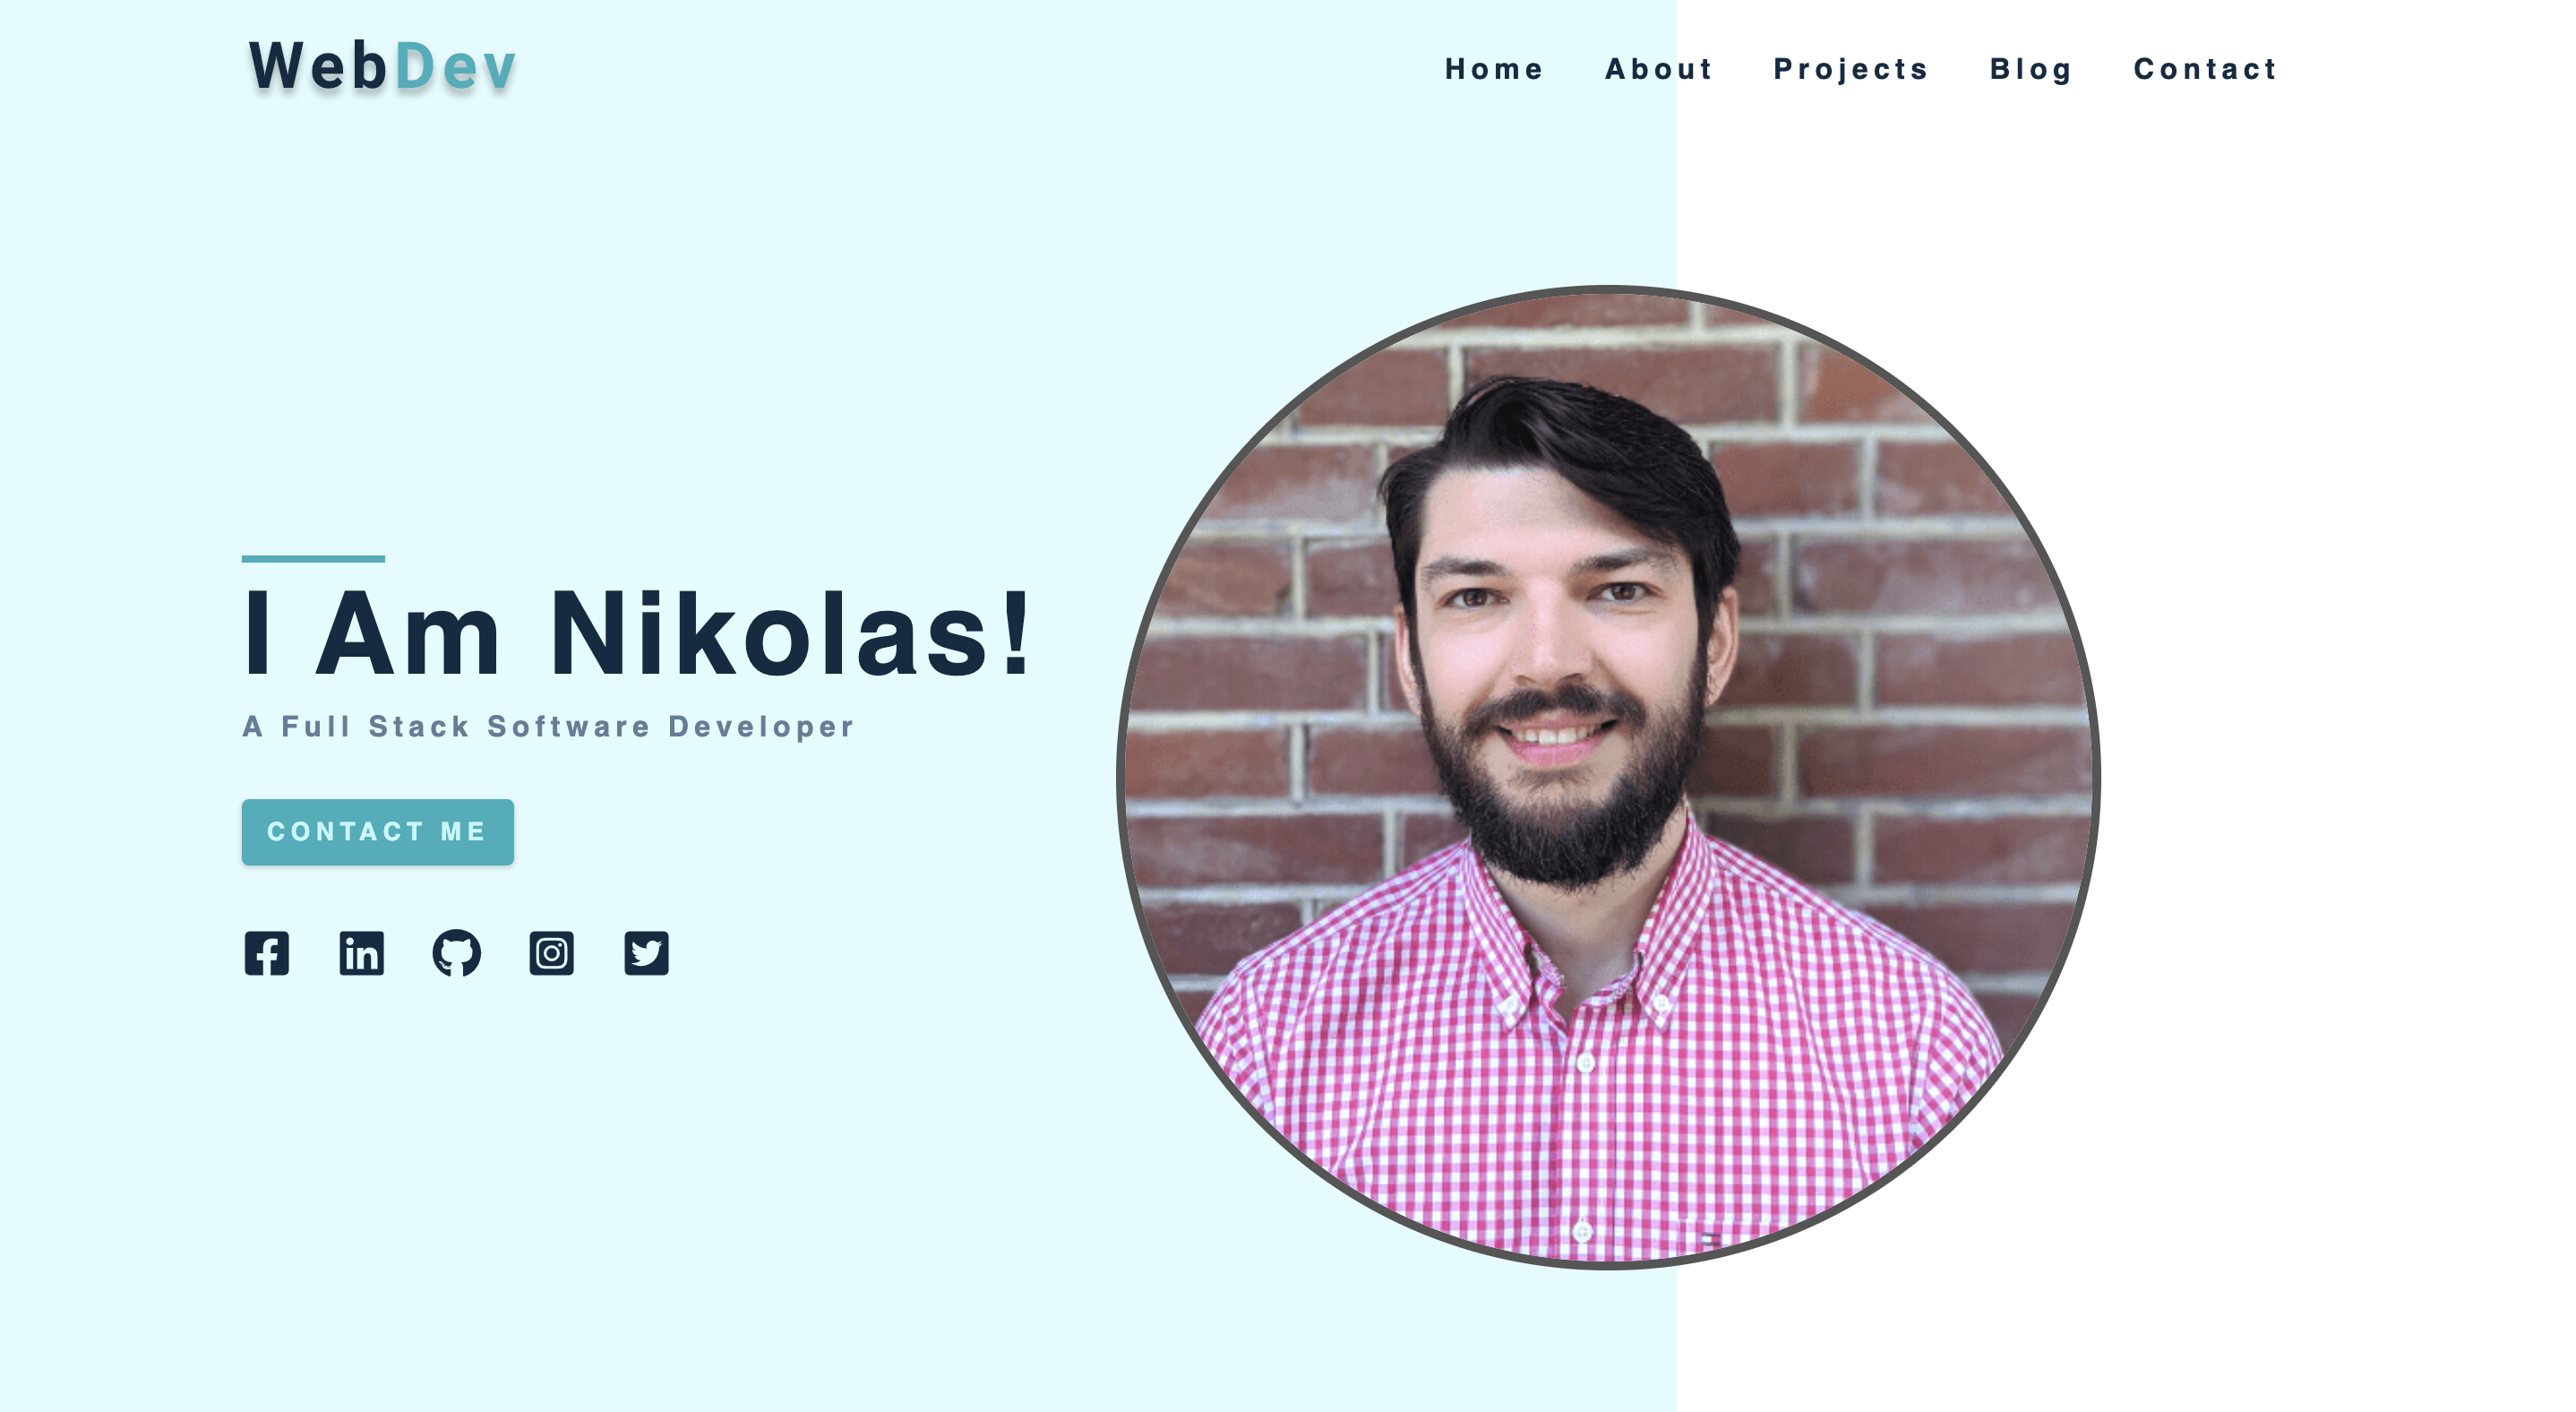 WebDev
Home About Projects Blog Contact
I Am Nikolas!
A Full Stack Software Developer
CONTACT ME